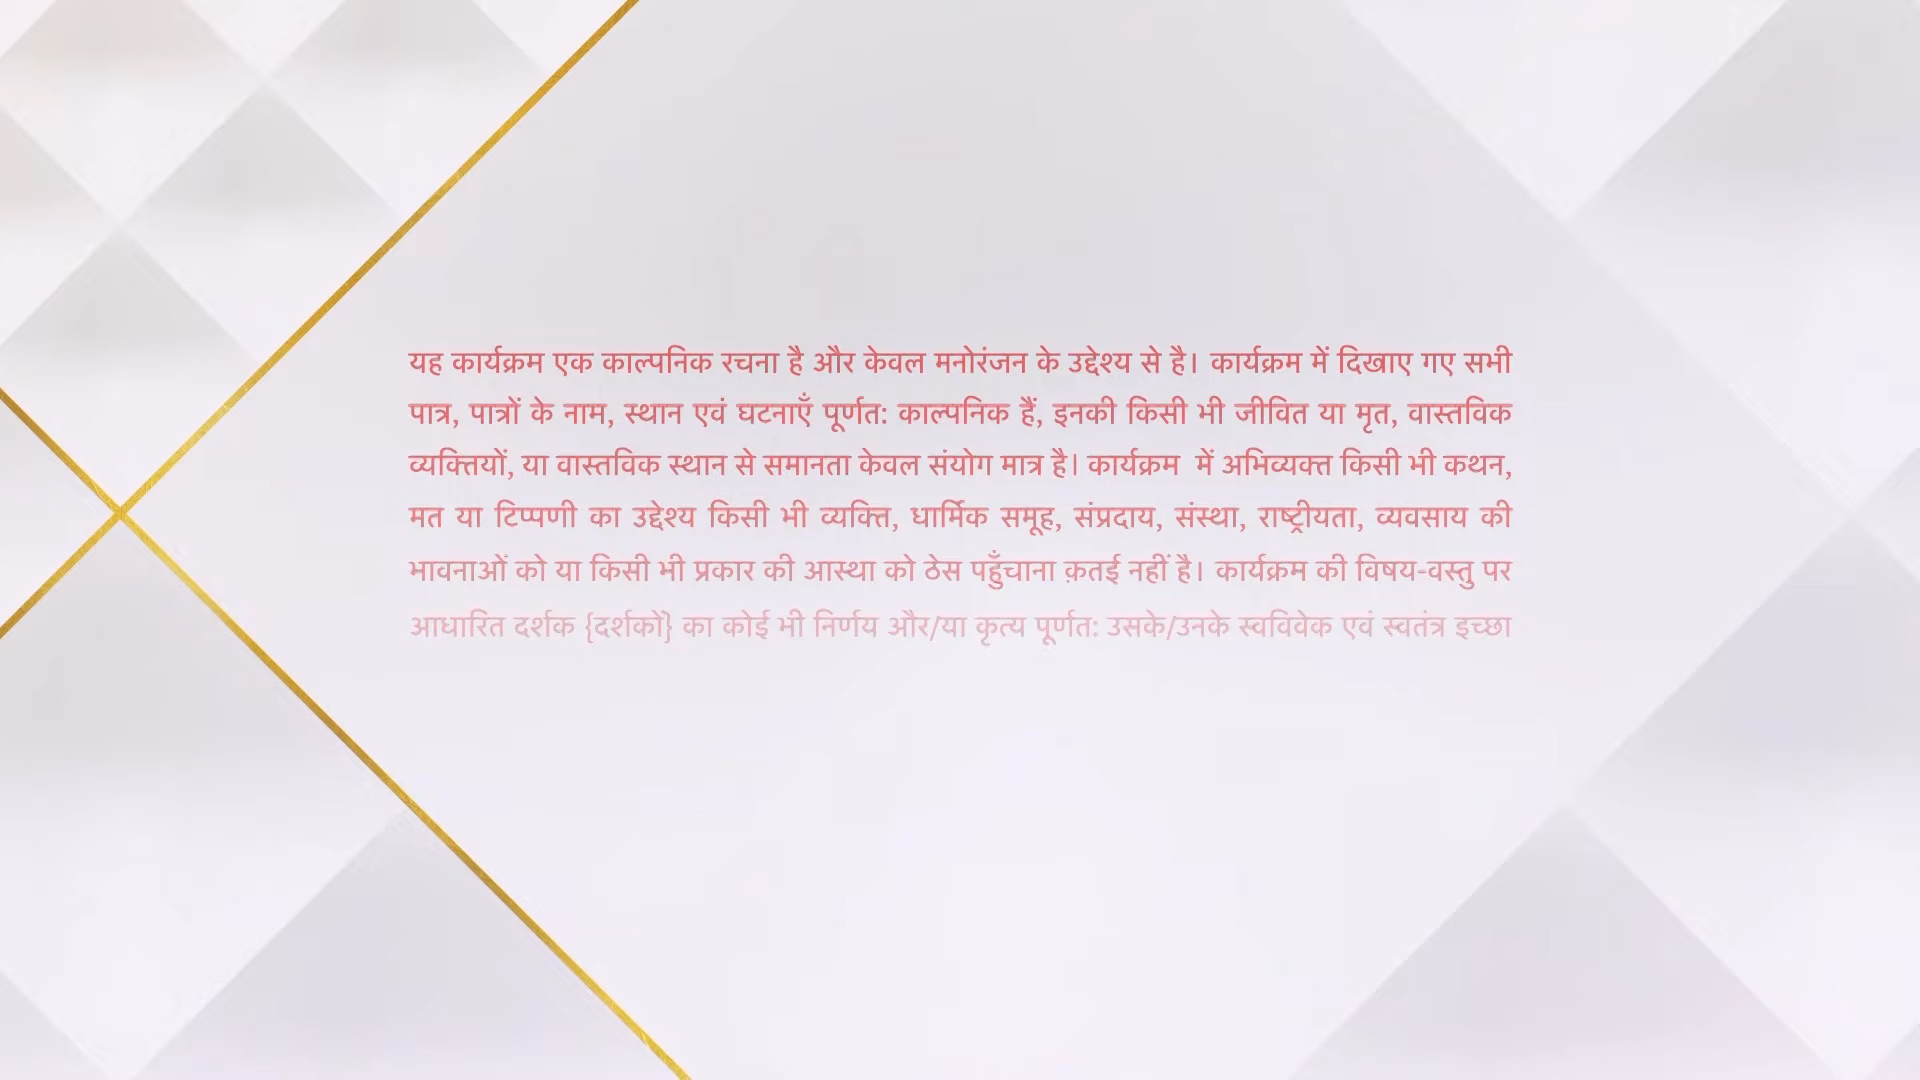 यह कार्यक्रम एक काल्पनिक रचना है और केवल मनोरंजन के उद्देश्य से है। कार्यक्रम में दिखाए गए सभी
पात्र, पात्रों के नाम, स्थान एवं घटनाएँ पूर्णत: काल्पनिक हैं, इनकी किसी भी जीवित या मृत, वास्तविक
व्यक्तियों, या वास्तविक स्थान से समानता केवल संयोग मात्र है। कार्यक्रम में अभिव्यक्त किसी भी कथन,
मत या टिप्पणी का उद्देश्य किसी भी व्यक्ति, धार्मिक समूह, संप्रदाय, संस्था, राष्ट्रीयता, व्यवसाय की
भावनाओं को या किसी भी प्रकार की आस्था को ठेस पहुँचाना क़तई नहीं है। कार्यक्रम की विषय-वस्तु पर
आधारित दर्शक {दर्शकों} का कोई भी निर्णय और/या कृत्य पूर्णत: उसके/उनके स्वविवेक एवं स्वतंत्र इच्छा